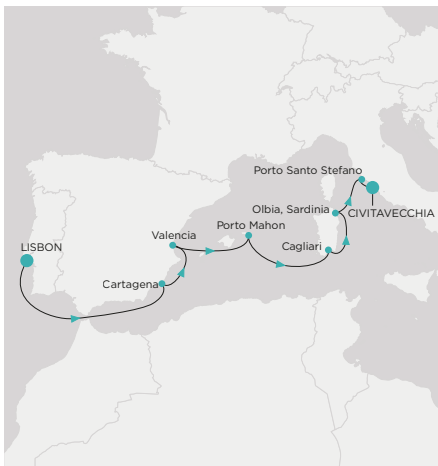 Porto Santo Stefano
Olbia, Sardinia
CIVITAVECCHIA
Porto Mahon
Valencia
LISBON
Cagliari
Cartagena